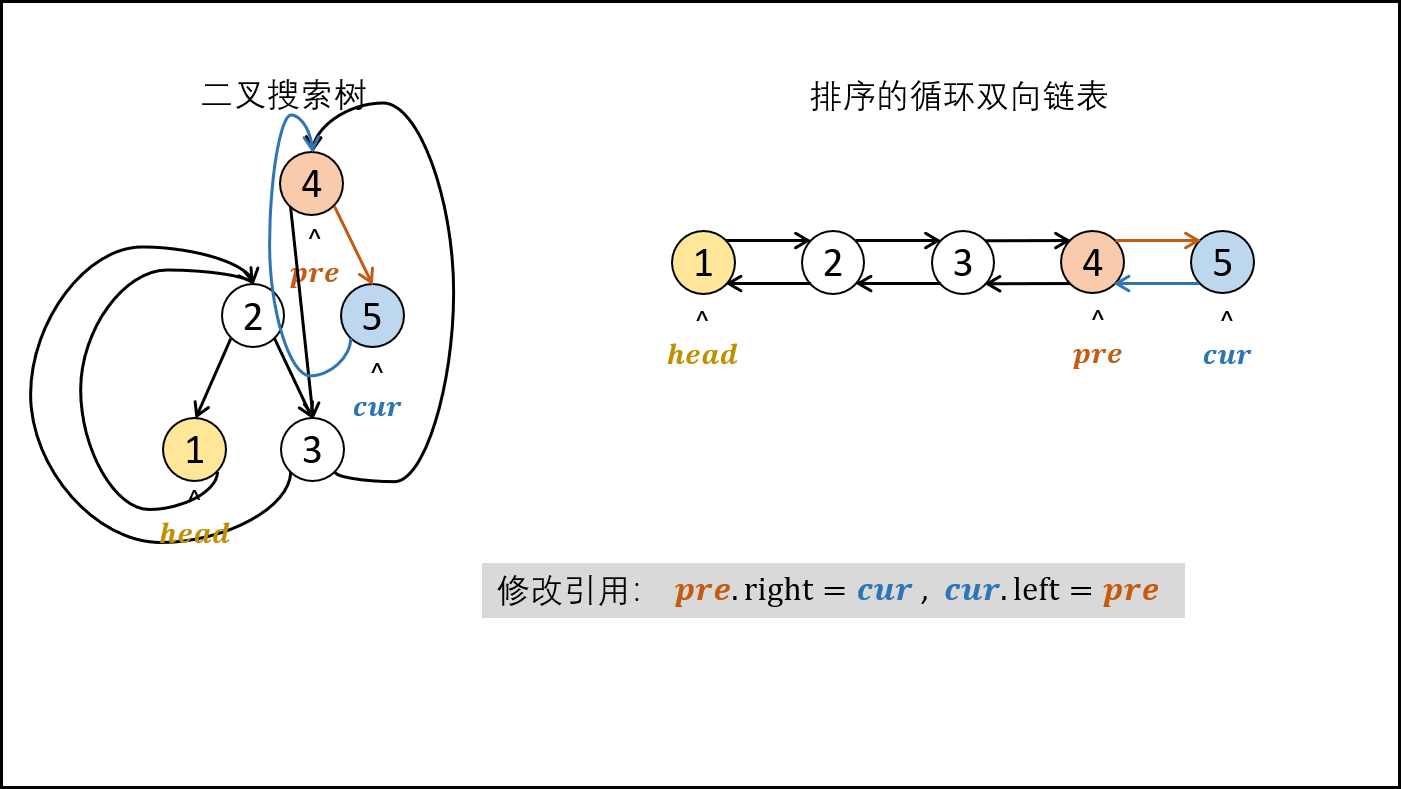 二叉搜索树
排序的循环双向链表
4
^
pre
2
5
^
cur
1
3
^
head
1 2 3 4 5
^ ^ ^
head pre cur
修改引用： pre.right = cur , cur.left = pre